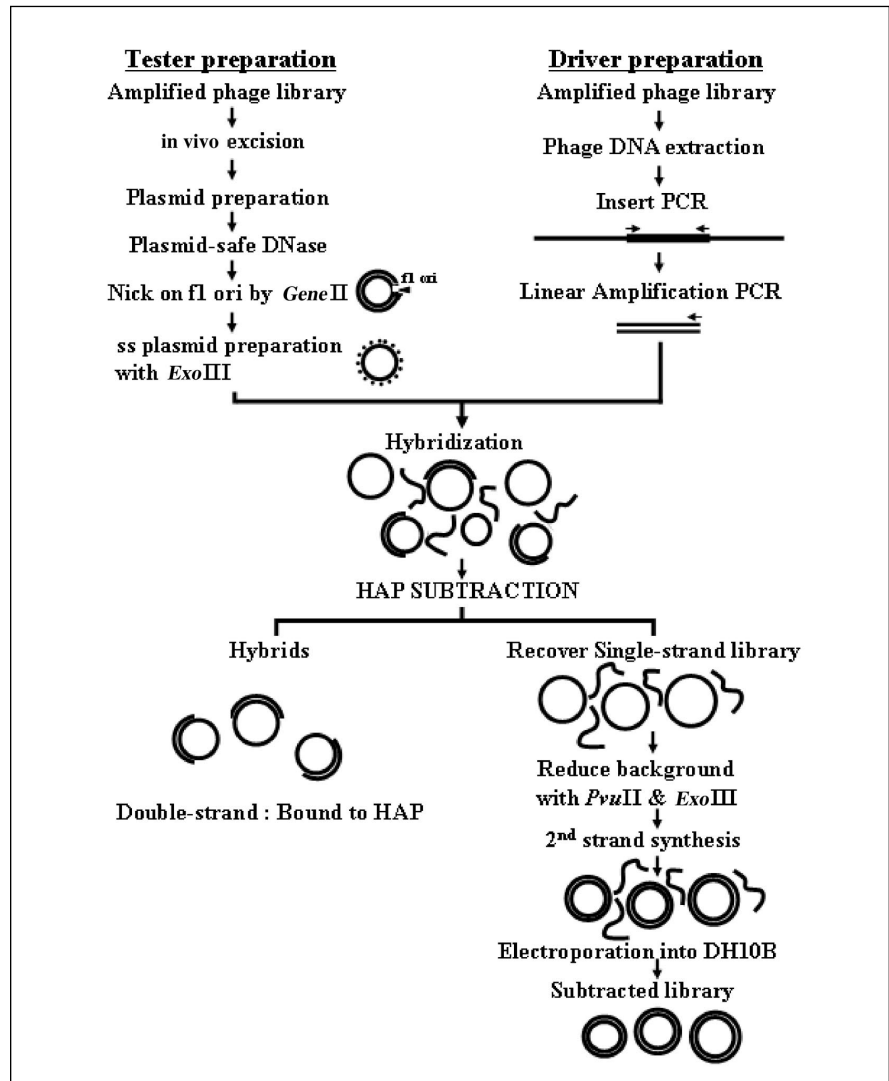 Tester preparation
Amplified phage library
in vivo excision
Plasmid preparation
Plasmid-safe DNase
Nick on f1 ori by GeneII
f1 ori
ss plasmid preparation
with ExoIII
Driver preparation
Amplified phage library
Phage DNA extraction
Insert PCR
Linear Amplification PCR
Hybridization
HAP SUBTRACTION
Hybrids
Double-strand : Bound to HAP
Recover Single-strand library
Reduce background
with PvuII & ExoIII
2nd strand synthesis
Electroporation into DH10B
Subtracted library